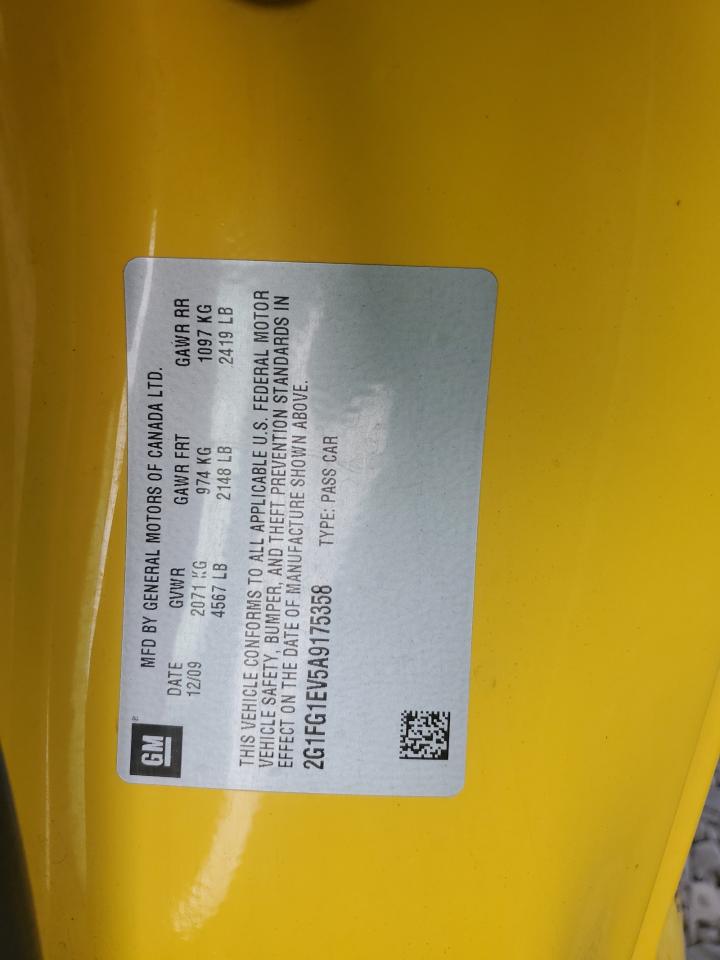 GM
MFD BY GENERAL MOTORS OF CANADA LTD.
DATE GVWR GAWR FRT GAWR RR
12/09 2071 KG 974 KG 1097 KG
4567 LB 2148 LB 2419 LB
THIS VEHICLE CONFORMS TO ALL APPLICABLE U.S. FEDERAL MOTOR
VEHICLE SAFETY, BUMPER, AND THEFT PREVENTION STANDARDS IN
EFFECT ON THE DATE OF MANUFACTURE SHOWN ABOVE.
2G1FG1EV5A9175358 TYPE: PASS CAR